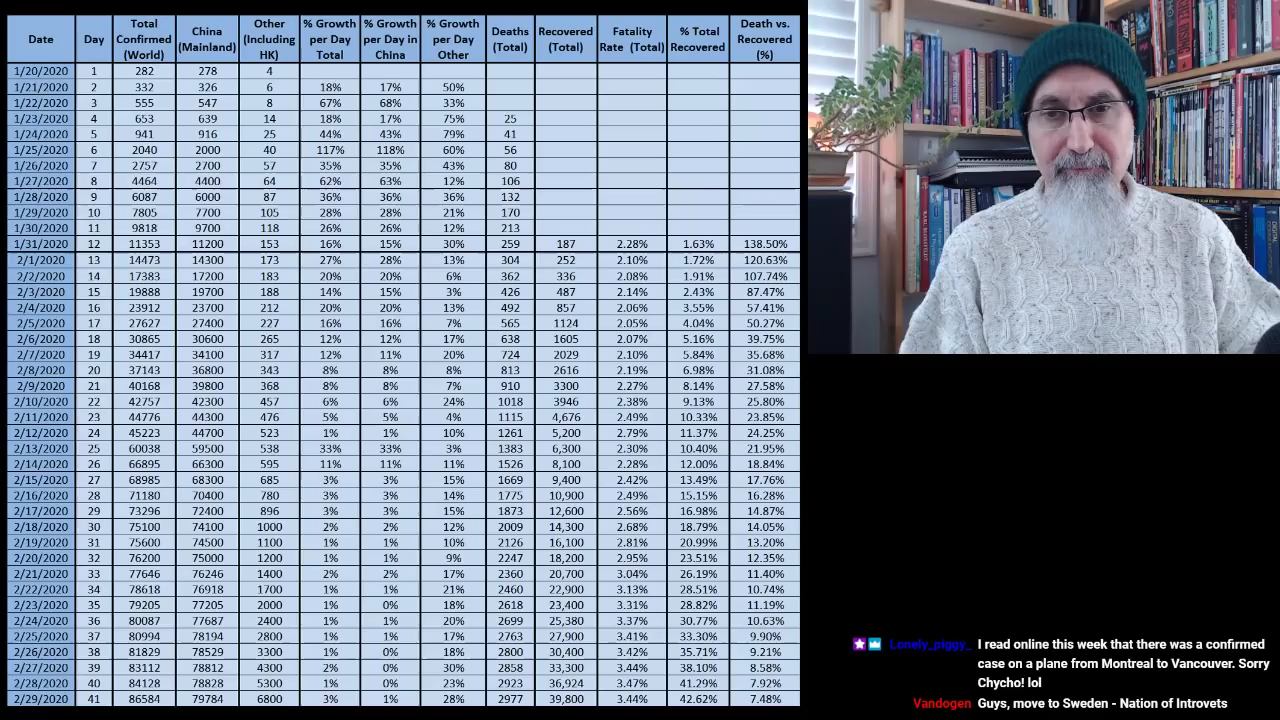 Date Day Total Confirmed (World) China (Mainland) Other (Including HK) % Growth per Day Total % Growth per Day in China % Growth per Day Other Deaths (Total) Recovered (Total) Fatality Rate (Total) % Total Recovered Death vs. Recovered (%)
1/20/2020 1 282 278 4
1/21/2020 2 332 326 6 18% 17% 50%
1/22/2020 3 555 547 8 67% 68% 33%
1/23/2020 4 653 639 14 18% 17% 75% 25
1/24/2020 5 941 916 25 44% 43% 79% 41
1/25/2020 6 2040 2000 40 117% 118% 60% 56
1/26/2020 7 2757 2700 57 35% 35% 43% 80
1/27/2020 8 4464 4400 64 62% 63% 12% 106
1/28/2020 9 6087 6000 87 36% 36% 36% 132
1/29/2020 10 7805 7700 105 28% 28% 21% 170
1/30/2020 11 9818 9700 118 26% 26% 12% 213
1/31/2020 12 11353 11200 153 16% 15% 30% 259 187 2.28% 1.63% 138.50%
2/1/2020 13 14473 14300 173 27% 28% 13% 304 252 2.10% 1.72% 120.63%
2/2/2020 14 17383 17200 183 20% 20% 6% 362 336 2.08% 1.91% 107.74%
2/3/2020 15 19888 19700 188 14% 15% 3% 426 487 2.14% 2.43% 87.47%
2/4/2020 16 23912 23700 212 20% 20% 13% 492 857 2.06% 3.55% 57.41%
2/5/2020 17 27627 27400 227 16% 16% 7% 565 1124 2.05% 4.04% 50.27%
2/6/2020 18 30865 30600 265 12% 12% 17% 638 1605 2.07% 5.16% 39.75%
2/7/2020 19 34417 34100 317 12% 11% 20% 724 2029 2.10% 5.84% 35.68%
2/8/2020 20 37143 36800 343 8% 8% 8% 813 2616 2.19% 6.98% 31.08%
2/9/2020 21 40168 39800 368 8% 8% 7% 910 3300 2.27% 8.14% 27.58%
2/10/2020 22 42757 42300 457 6% 6% 24% 1018 3946 2.38% 9.13% 25.80%
2/11/2020 23 44776 44300 476 5% 5% 4% 1115 4,676 2.49% 10.33% 23.85%
2/12/2020 24 45223 44700 523 1% 1% 10% 1261 5,200 2.79% 11.37% 24.25%
2/13/2020 25 60038 59500 538 33% 33% 3% 1383 6,300 2.30% 10.40% 21.95%
2/14/2020 26 66895 66300 595 11% 11% 11% 1526 8,100 2.28% 12.00% 18.84%
2/15/2020 27 68985 68300 685 3% 3% 15% 1669 9,400 2.42% 13.49% 17.76%
2/16/2020 28 71180 70400 780 3% 3% 14% 1775 10,900 2.49% 15.15% 16.28%
2/17/2020 29 73296 72400 896 3% 3% 15% 1873 12,600 2.56% 16.98% 14.87%
2/18/2020 30 75100 74100 1000 2% 2% 12% 2009 14,300 2.68% 18.79% 14.05%
2/19/2020 31 75600 74500 1100 1% 1% 10% 2126 16,100 2.81% 20.99% 13.20%
2/20/2020 32 76200 75000 1200 1% 1% 9% 2247 18,200 2.95% 23.51% 12.35%
2/21/2020 33 77646 76246 1400 2% 2% 17% 2360 20,700 3.04% 26.19% 11.40%
2/22/2020 34 78618 76918 1700 1% 1% 21% 2460 22,900 3.13% 28.51% 10.74%
2/23/2020 35 79205 77205 2000 1% 0% 18% 2618 23,400 3.31% 28.82% 11.19%
2/24/2020 36 80087 77687 2400 1% 1% 20% 2699 25,380 3.37% 30.77% 10.63%
2/25/2020 37 80994 78194 2800 1% 1% 17% 2763 27,900 3.41% 33.30% 9.90%
2/26/2020 38 81829 78529 3300 1% 0% 18% 2800 30,400 3.42% 35.71% 9.21%
2/27/2020 39 83112 78812 4300 2% 0% 30% 2858 33,300 3.44% 38.10% 8.58%
2/28/2020 40 84128 78828 5300 1% 0% 23% 2923 36,924 3.47% 41.29% 7.92%
2/29/2020 41 86584 79784 6800 3% 1% 28% 2977 39,800 3.44% 42.62% 7.48%
Lonely_piggy_ I read online this week that there was a confirmed
case on a plane from Montreal to Vancouver. Sorry
Chycho! lol
Vandogen Guys, move to Sweden - Nation of Introvets